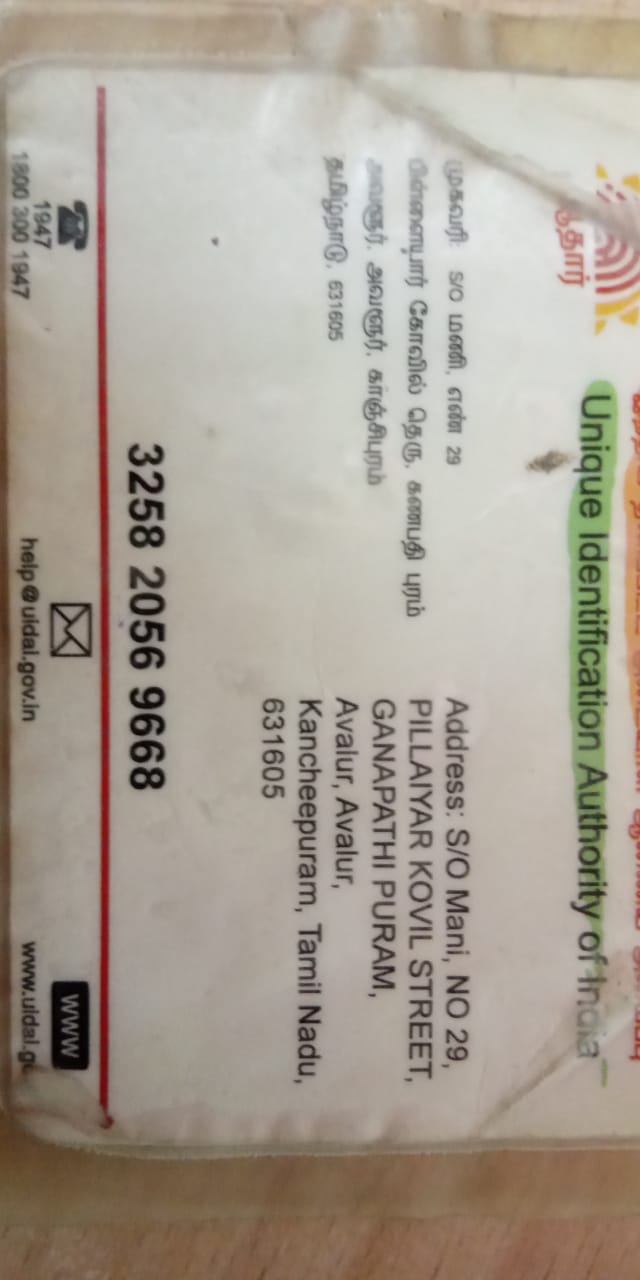 ஆதார்
Unique Identification Authority of India
முகவரி: S/O மணி, எண் 29
பிள்ளையார் கோவில் தெரு, கணபதி புரம்
அவளூர், அவளூர், காஞ்சிபுரம்
தமிழ்நாடு, 631605
Address: S/O Mani, NO 29,
PILLAIYAR KOVIL STREET,
GANAPATHI PURAM,
Avalur, Avalur,
Kancheepuram, Tamil Nadu,
631605
3258 2056 9668
1947
1800 300 1947
help@uidai.gov.in
WWW
www.uidai.g